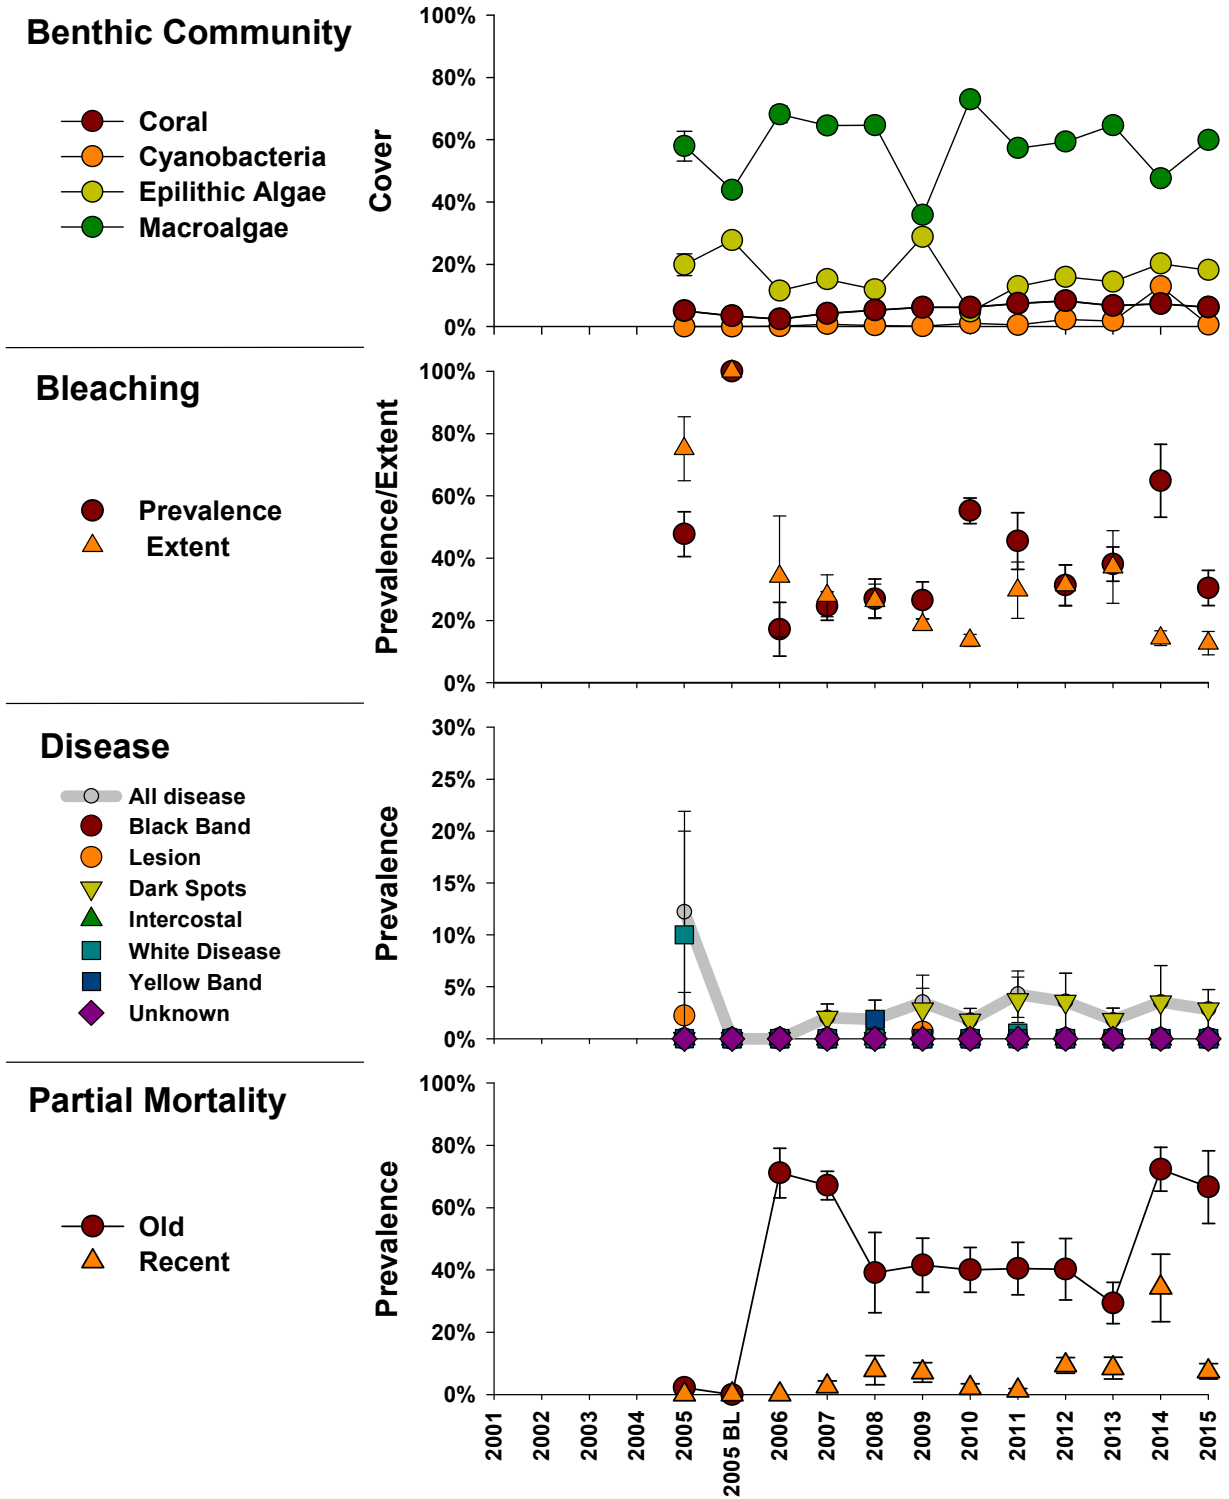 Benthic Community
Coral
Cyanobacteria
Epilithic Algae
Macroalgae
Cover
100%
80%
60%
40%
20%
0%
Bleaching
Prevalence
Extent
Prevalence/Extent
100%
80%
60%
40%
20%
0%
Disease
All disease
Black Band
Lesion
Dark Spots
Intercostal
White Disease
Yellow Band
Unknown
Prevalence
30%
25%
20%
15%
10%
5%
0%
Partial Mortality
Old
Recent
Prevalence
100%
80%
60%
40%
20%
0%
2001
2002
2003
2004
2005
2005 BL
2006
2007
2008
2009
2010
2011
2012
2013
2014
2015